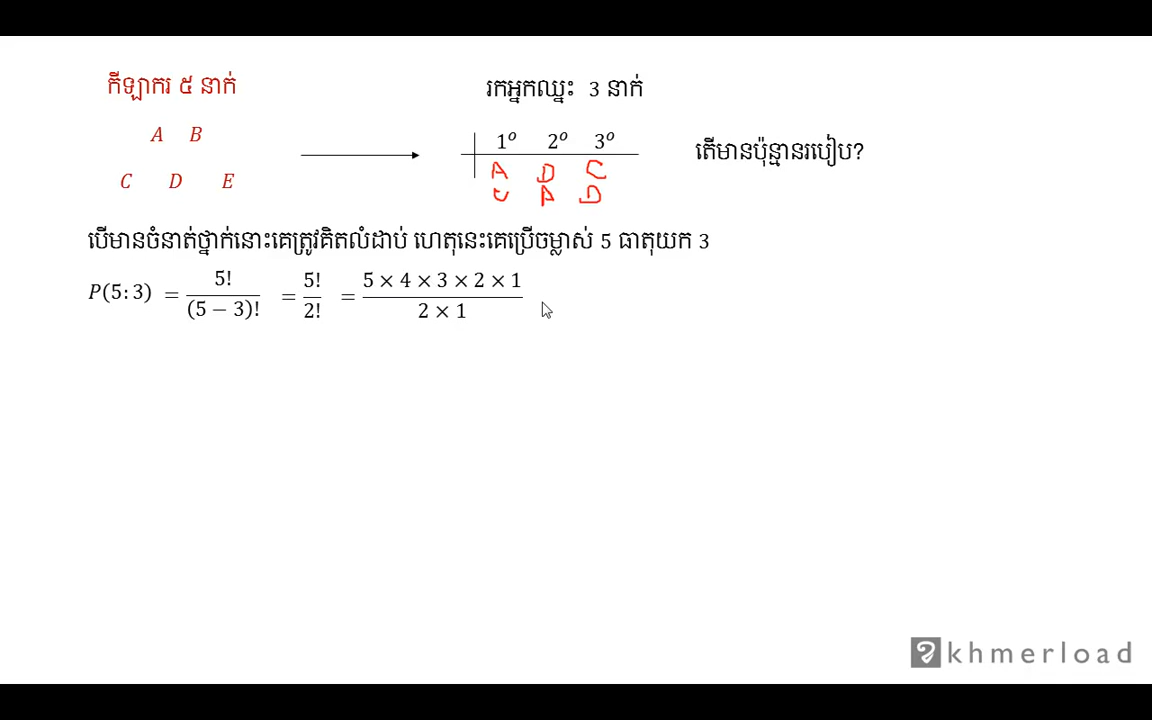 កីឡាករ ៥ នាក់
A B
C D E
រកអ្នកឈ្នះ 3 នាក់
1º 2º 3º
A D C
C A D
តើមានប៉ុន្មានរបៀប?
បើមានចំនាត់ថ្នាក់នោះគេត្រូវគិតលំដាប់ ហេតុនេះគេប្រើចម្លាស់ 5 ធាតុយក 3
P(5:3) = 5!/(5 − 3)! = 5!/2! = 5 × 4 × 3 × 2 × 1/2 × 1
khmerload